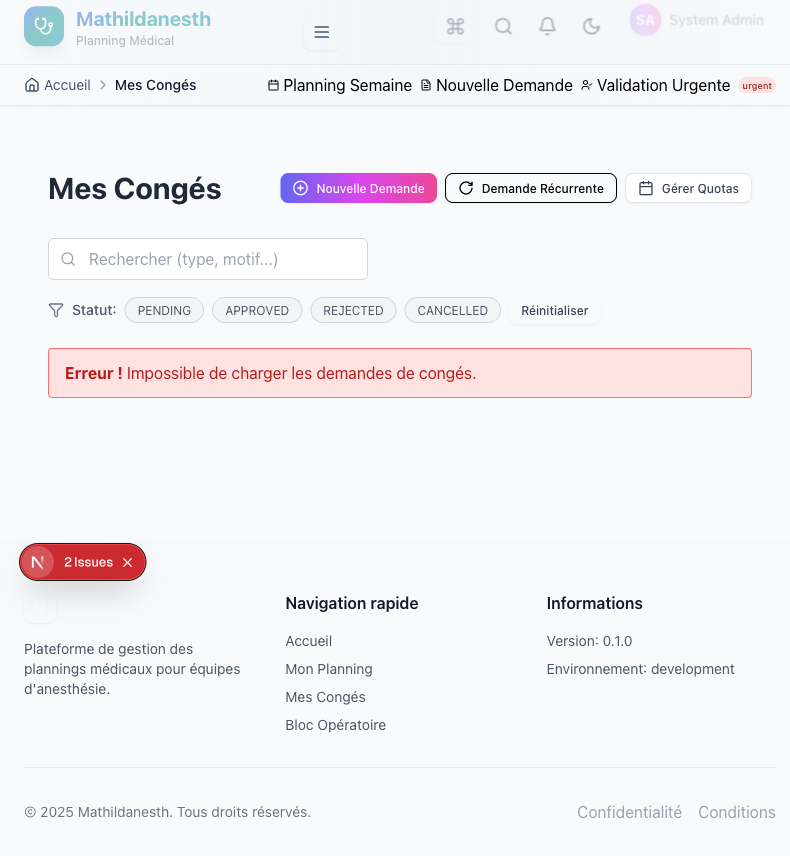 Mathildanesth
Planning Médical
SA System Admin
Accueil > Mes Congés
Planning Semaine Nouvelle Demande Validation Urgente urgent
Mes Congés
Nouvelle Demande
Demande Récurrente
Gérer Quotas
Rechercher (type, motif...)
Statut: PENDING APPROVED REJECTED CANCELLED Réinitialiser
Erreur ! Impossible de charger les demandes de congés.
N 2 Issues
Plateforme de gestion des
plannings médicaux pour équipes
d'anesthésie.
Navigation rapide
Accueil
Mon Planning
Mes Congés
Bloc Opératoire
Informations
Version: 0.1.0
Environnement: development
© 2025 Mathildanesth. Tous droits réservés.
Confidentialité Conditions